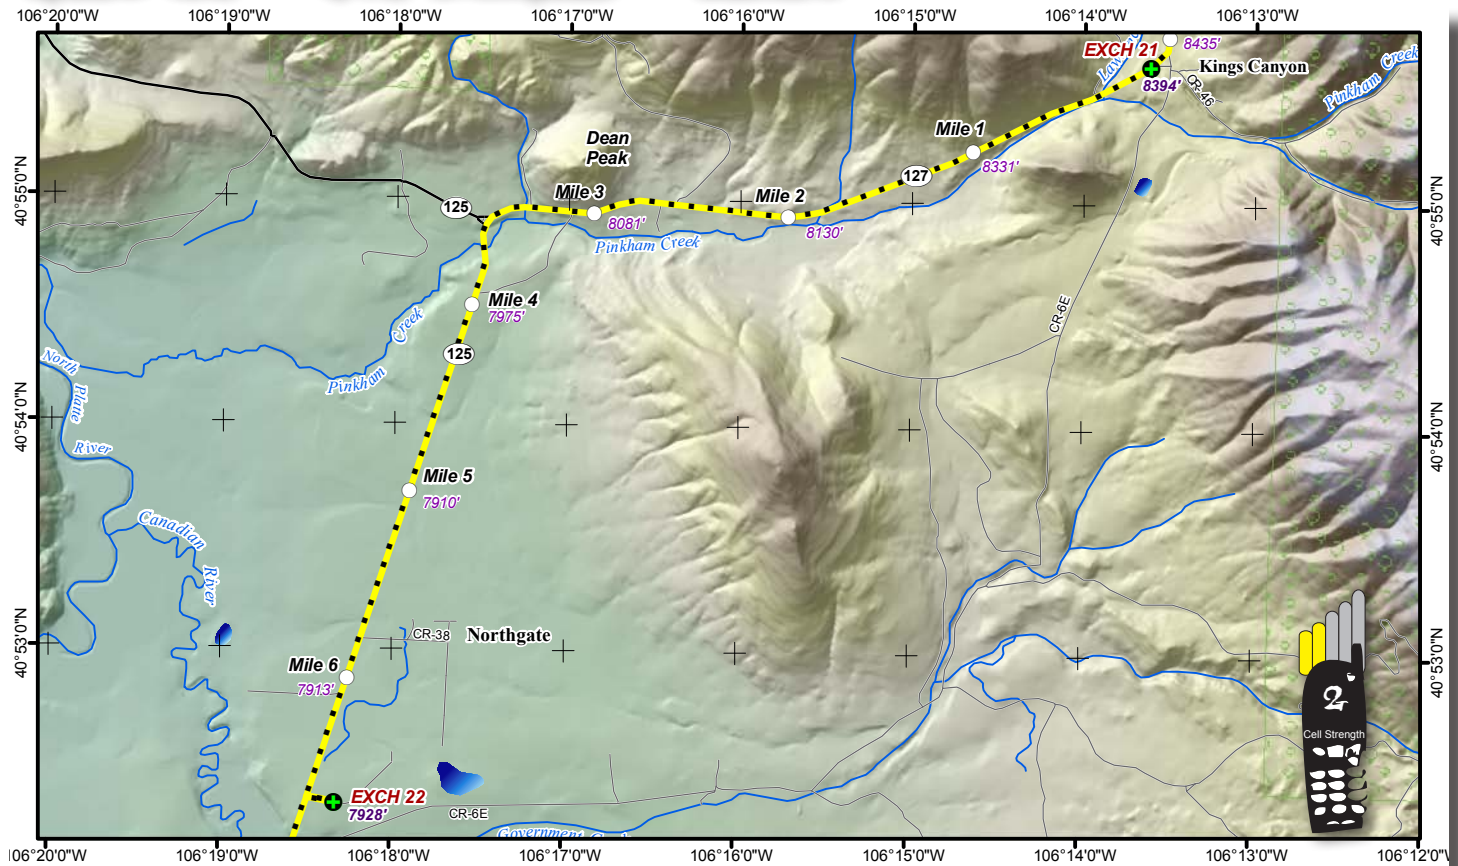 106°20'0"W 106°19'0"W 106°18'0"W 106°17'0"W 106°16'0"W 106°15'0"W 106°14'0"W 106°13'0"W
EXCH 21
8435'
Kings Canyon
8394'
CR-46
Pinkham Creek
Mile 1
8331'
127
Dean
Peak
Mile 3
8081'
Mile 2
8130'
125
Pinkham Creek
40°55'0"N
40°55'0"N
Mile 4
7975'
125
Creek
Pinkham
CR-6E
North
Platte
River
40°54'0"N
40°54'0"N
Mile 5
7910'
Canadian
River
CR-38
Northgate
40°53'0"N
40°53'0"N
Mile 6
7913'
Cell Strength
EXCH 22
7928'
CR-6E
Government
106°20'0"W 106°19'0"W 106°18'0"W 106°17'0"W 106°16'0"W 106°15'0"W 106°14'0"W 106°13'0"W 106°12'0"W